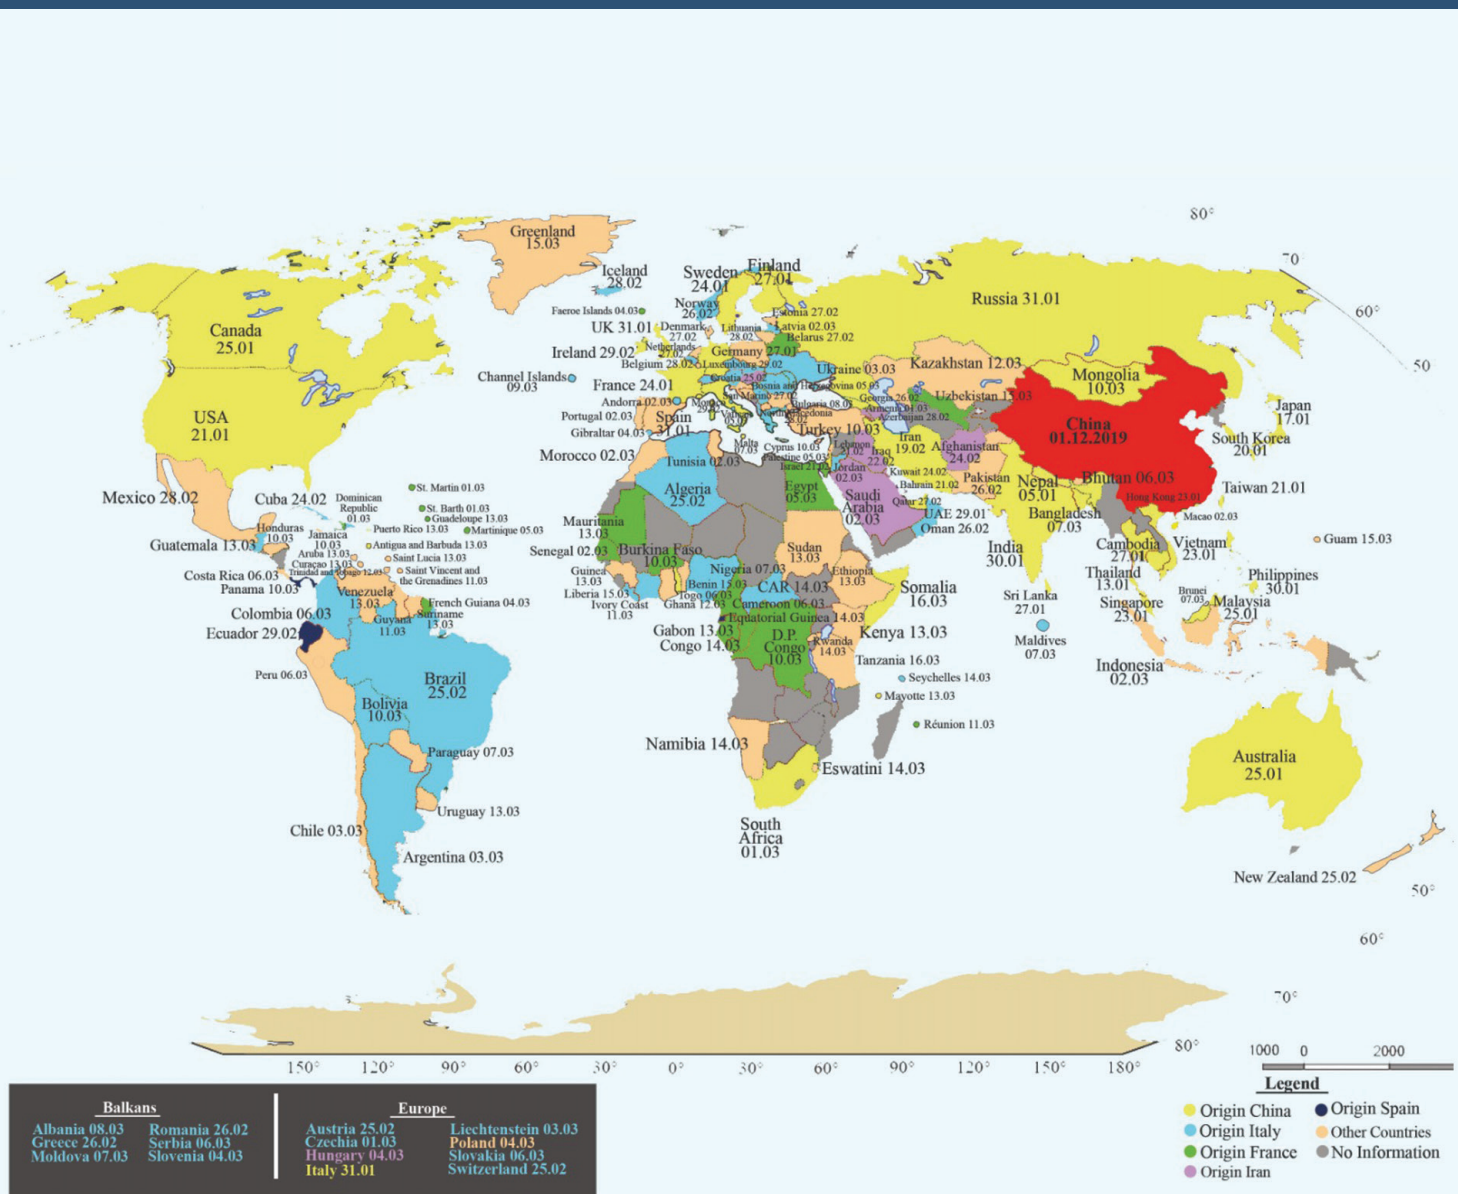 80°
70°
60°
50°
Greenland
15.03
Iceland
28.02
Sweden
24.01
Finland
27.01
Norway
26.02
Russia 31.01
Canada
25.01
Faeroe Islands 04.03
UK 31.01
Denmark
27.02
Lithuania
28.02
Estonia 27.02
Latvia 02.03
Belarus 27.02
Ireland 29.02
Netherlands
27.02
Germany 27.01
Belgium 28.02
Luxembourg 29.02
Ukraine 03.03
Kazakhstan 12.03
Mongolia
10.03
Channel Islands
09.03
France 24.01
Croatia 25.02
Bosnia and Herzegovina 05.03
San Marino 27.02
Andorra 02.03
Monaco
29.02
Bulgaria 08.03
Georgia 26.02
Armenia 01.03
Azerbaijan 28.02
Uzbekistan 15.03
USA
21.01
Portugal 02.03
Spain
31.01
Gibraltar 04.03
Turkey 10.03
China
01.12.2019
Japan
17.01
South Korea
20.01
Morocco 02.03
Tunisia 02.03
Malta
07.03
Cyprus 10.03
Palestine 05.03
Israel 21.02
Lebanon
21.02
Iraq
22.02
Iran
19.02
Afghanistan
24.02
Jordan
02.03
Kuwait 24.02
Bahrain 21.02
Pakistan
26.02
Nepal
05.01
Bhutan 06.03
Hong Kong 23.01
Taiwan 21.01
Macao 02.03
Mexico 28.02
Cuba 24.02
Dominican
Republic
01.03
St. Martin 01.03
St. Barth 01.03
Guadeloupe 13.03
Puerto Rico 13.03
Martinique 05.03
Algeria
25.02
Egypt
05.03
Saudi
Arabia
02.03
Qatar 27.02
UAE 29.01
Oman 26.02
Bangladesh
07.03
Honduras
10.03
Jamaica
10.03
Guatemala 13.03
Antigua and Barbuda 13.03
Aruba 13.03
Saint Lucia 13.03
Curaçao 13.03
Trinidad and Tobago 12.03
Saint Vincent and
the Grenadines 11.03
Mauritania
13.03
Senegal 02.03
Burkina Faso
10.03
Sudan
13.03
India
30.01
Cambodia
27.01
Vietnam
23.01
Guam 15.03
Costa Rica 06.03
Panama 10.03
Venezuela
13.03
Guinea
13.03
Liberia 15.03
Ivory Coast
11.03
Nigeria 07.03
Benin 15.03
Togo 06.03
Ghana 12.03
CAR 14.03
Cameroon 06.03
Ethiopia
13.03
Somalia
16.03
Sri Lanka
27.01
Thailand
13.01
Philippines
30.01
Brunei
07.03
Malaysia
25.01
Singapore
23.01
Colombia 06.03
French Guiana 04.03
Suriname
13.03
Guyana
11.03
Ecuador 29.02
Equatorial Guinea 14.03
Gabon 13.03
Congo 14.03
D.P.
Congo
10.03
Rwanda
14.03
Kenya 13.03
Tanzania 16.03
Maldives
07.03
Indonesia
02.03
Peru 06.03
Brazil
25.02
Bolivia
10.03
Seychelles 14.03
Mayotte 13.03
Réunion 11.03
Paraguay 07.03
Namibia 14.03
Eswatini 14.03
Australia
25.01
Uruguay 13.03
Chile 03.03
Argentina 03.03
South
Africa
01.03
New Zealand 25.02
50°
60°
70°
80°
150° 120° 90° 60° 30° 0° 30° 60° 90° 120° 150° 180°
1000 0 2000
Legend
Origin China
Origin Spain
Origin Italy
Other Countries
Origin France
No Information
Origin Iran
Balkans
Albania 08.03 Romania 26.02
Greece 26.02 Serbia 06.03
Moldova 07.03 Slovenia 04.03
Europe
Austria 25.02 Liechtenstein 03.03
Czechia 01.03 Poland 04.03
Hungary 04.03 Slovakia 06.03
Italy 31.01 Switzerland 25.02